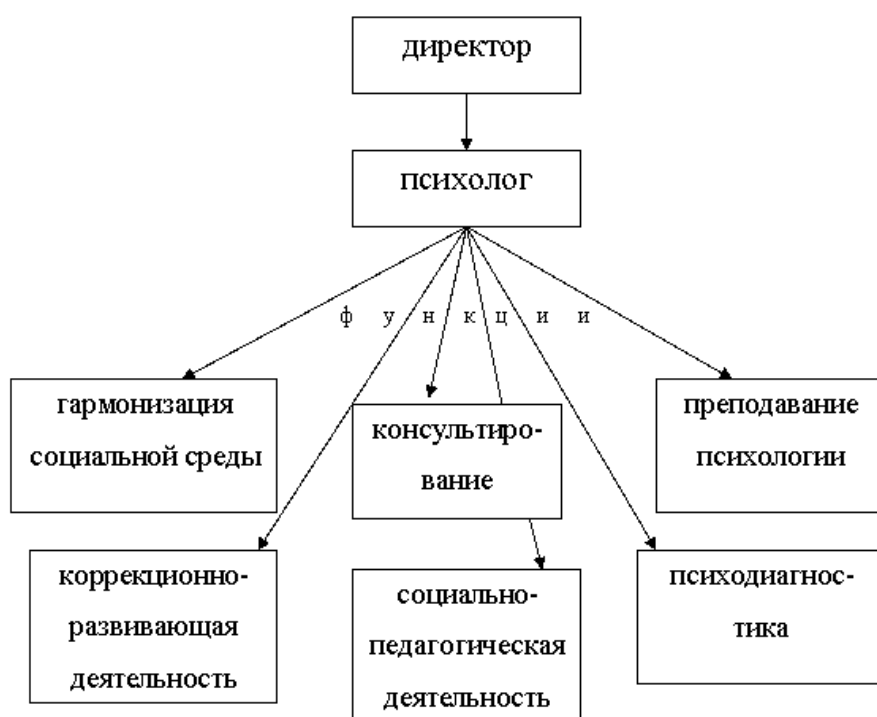 директор
психолог
ф у н к ц и и
гармонизация
социальной среды
консультиро-
вание
преподавание
психологии
коррекционно-
развивающая
деятельность
социально-
педагогическая
деятельность
психодиагнос-
тика